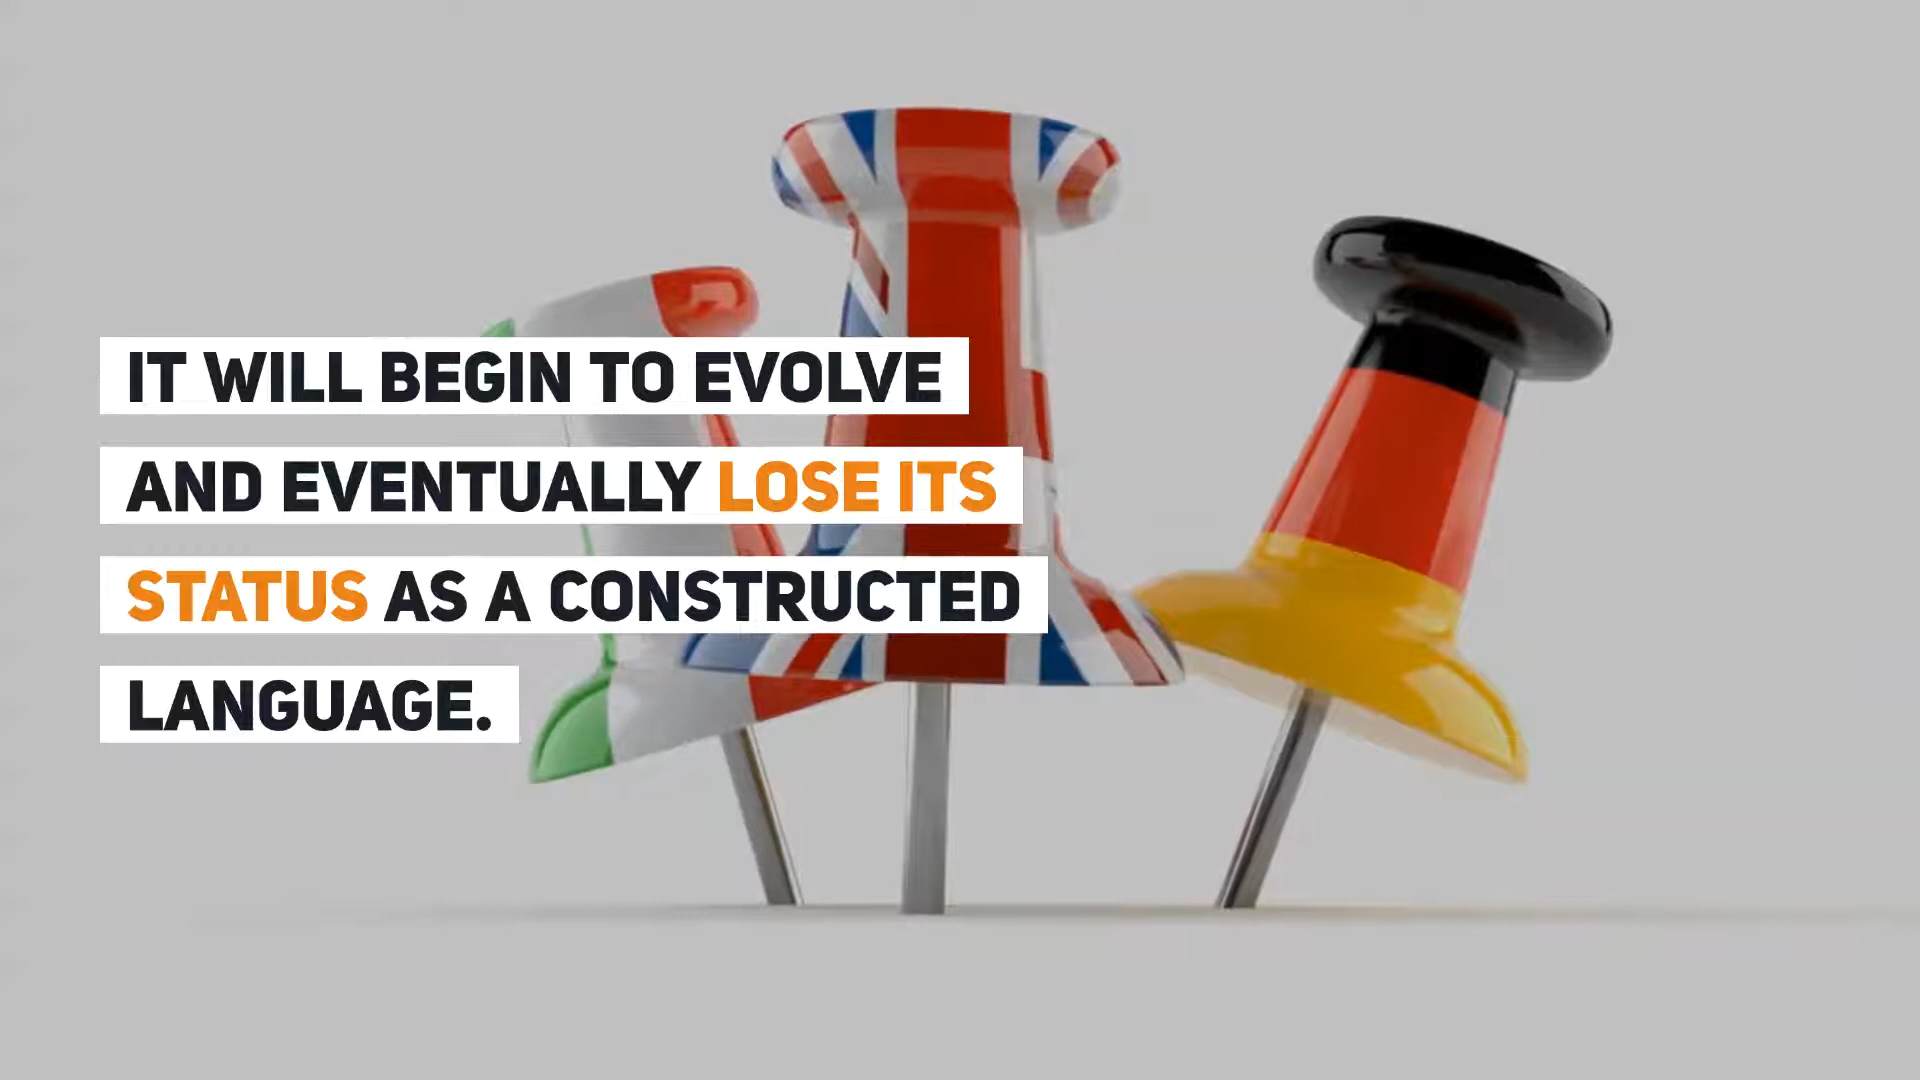 IT WILL BEGIN TO EVOLVE
AND EVENTUALLY LOSE ITS
STATUS AS A CONSTRUCTED
LANGUAGE.